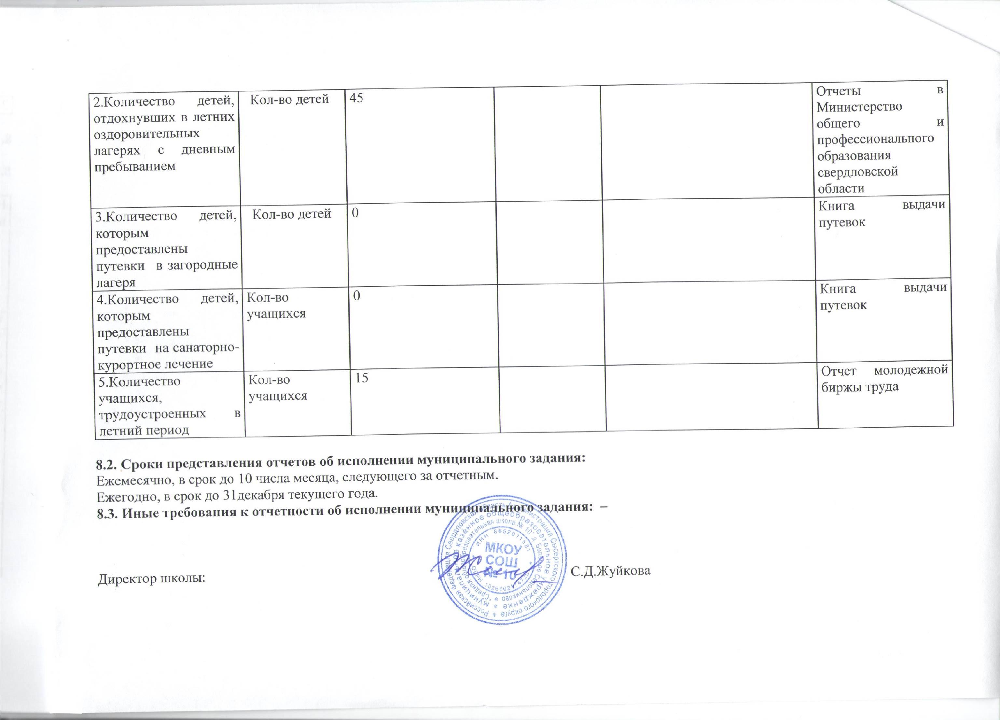 2.Количество детей,
отдохнувших в летних
оздоровительных
лагерях с дневным
пребыванием
Кол-во детей
45
Отчеты в
Министерство
общего и
профессионального
образования
свердловской
области
3.Количество детей,
которым
предоставлены
путевки в загородные
лагеря
Кол-во детей
0
Книга выдачи
путевок
4.Количество детей,
которым
предоставлены
путевки на санаторно-
курортное лечение
Кол-во
учащихся
0
Книга выдачи
путевок
5.Количество
учащихся,
трудоустроенных в
летний период
Кол-во
учащихся
15
Отчет молодежной
биржы труда
8.2. Сроки представления отчетов об исполнении муниципального задания:
Ежемесячно, в срок до 10 числа месяца, следующего за отчетным.
Ежегодно, в срок до 31декабря текущего года.
8.3. Иные требования к отчетности об исполнении муниципального задания: –
Директор школы:
С.Д.Жуйкова
Российская Федерация Свердловская область Администрация Сысертского городского округа
муниципальное казённое общеобразовательное учреждение
"Средняя общеобразовательная школа № 10" д. Большое Седельниково
ИНН 6652011581
МКОУ
СОШ
№ 10
ОГРН